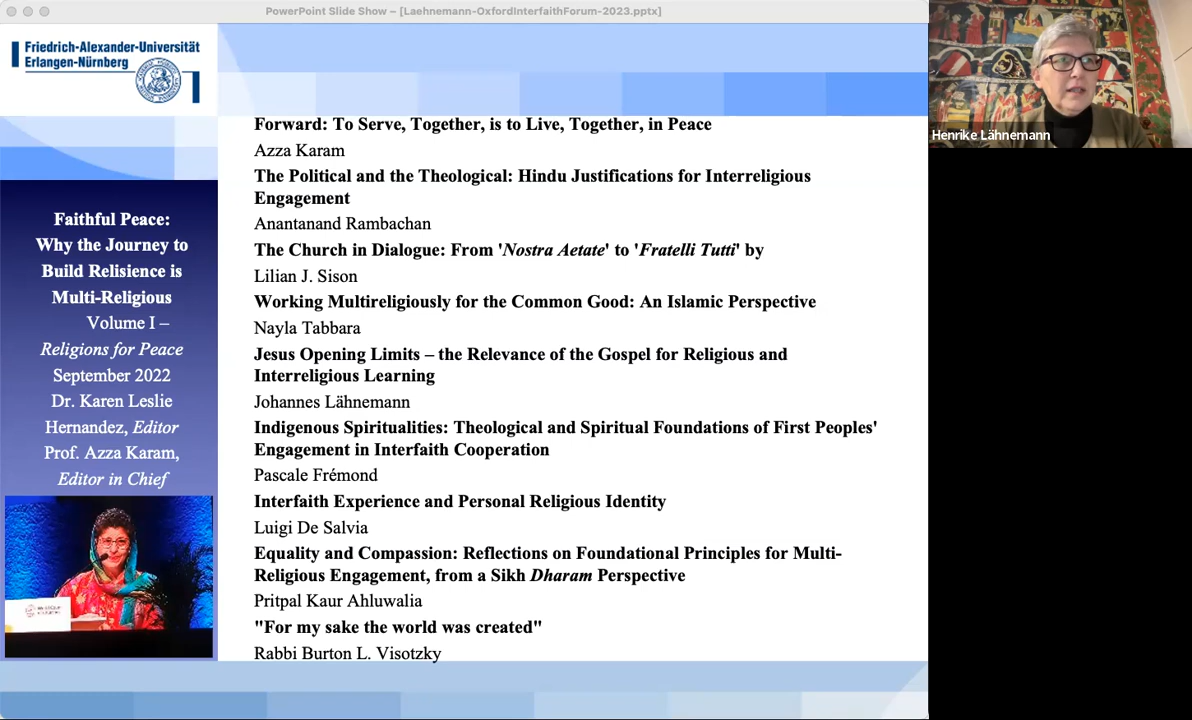 PowerPoint Slide Show – [Laehnemann-OxfordInterfaithForum-2023.pptx]
Friedrich-Alexander-Universität
Erlangen-Nürnberg
Faithful Peace:
Why the Journey to
Build Relisience is
Multi-Religious
Volume I –
Religions for Peace
September 2022
Dr. Karen Leslie
Hernandez, Editor
Prof. Azza Karam,
Editor in Chief
Forward: To Serve, Together, is to Live, Together, in Peace
Azza Karam
The Political and the Theological: Hindu Justifications for Interreligious
Engagement
Anantanand Rambachan
The Church in Dialogue: From 'Nostra Aetate' to 'Fratelli Tutti' by
Lilian J. Sison
Working Multireligiously for the Common Good: An Islamic Perspective
Nayla Tabbara
Jesus Opening Limits – the Relevance of the Gospel for Religious and
Interreligious Learning
Johannes Lähnemann
Indigenous Spiritualities: Theological and Spiritual Foundations of First Peoples'
Engagement in Interfaith Cooperation
Pascale Frémond
Interfaith Experience and Personal Religious Identity
Luigi De Salvia
Equality and Compassion: Reflections on Foundational Principles for Multi-
Religious Engagement, from a Sikh Dharam Perspective
Pritpal Kaur Ahluwalia
"For my sake the world was created"
Rabbi Burton L. Visotzky
Henrike Lähnemann